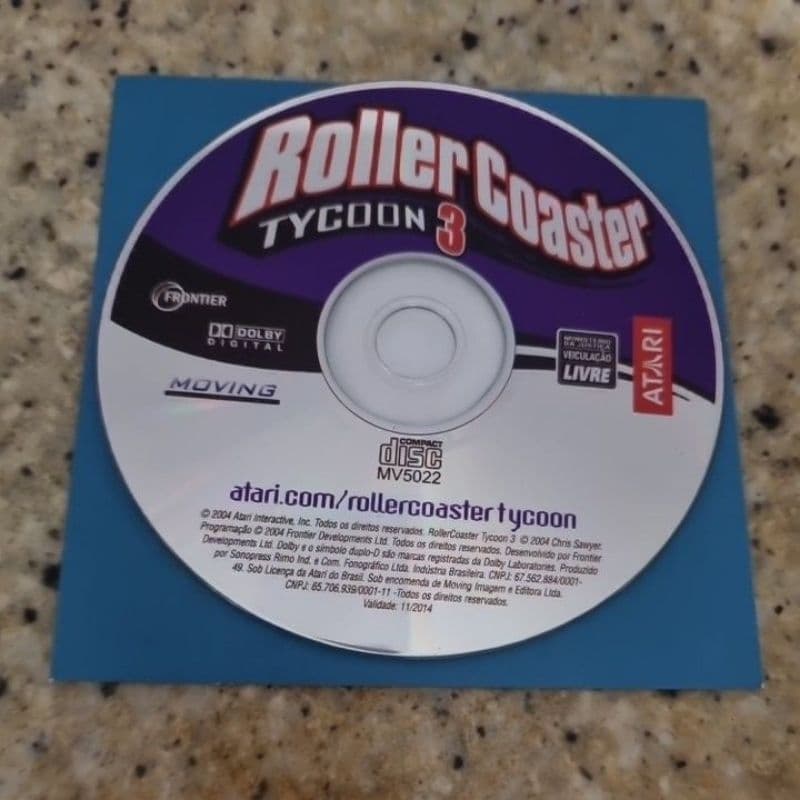 RollerCoaster
TYCOON 3
FRONTIER
DOLBY
DIGITAL
MINISTÉRIO
DA JUSTIÇA
VEICULAÇÃO
LIVRE
ATARI
MOVING
COMPACT
disc
MV5022
atari.com/rollercoastertycoon
© 2004 Atari Interactive, Inc. Todos os direitos reservados. RollerCoaster Tycoon 3 © 2004 Chris Sawyer.
Programação © 2004 Frontier Developments Ltd. Todos os direitos reservados. Desenvolvido por Frontier
Developments Ltd. Dolby e o símbolo duplo-D são marcas registradas da Dolby Laboratories. Produzido
por Sonopress Rimo Ind. e Com. Fonográfico Ltda. Indústria Brasileira. CNPJ: 67.562.884/0001-
49. Sob Licença da Atari do Brasil. Sob encomenda de Moving Imagem e Editora Ltda.
CNPJ: 65.706.939/0001-11 -Todos os direitos reservados.
Validade: 11/2014